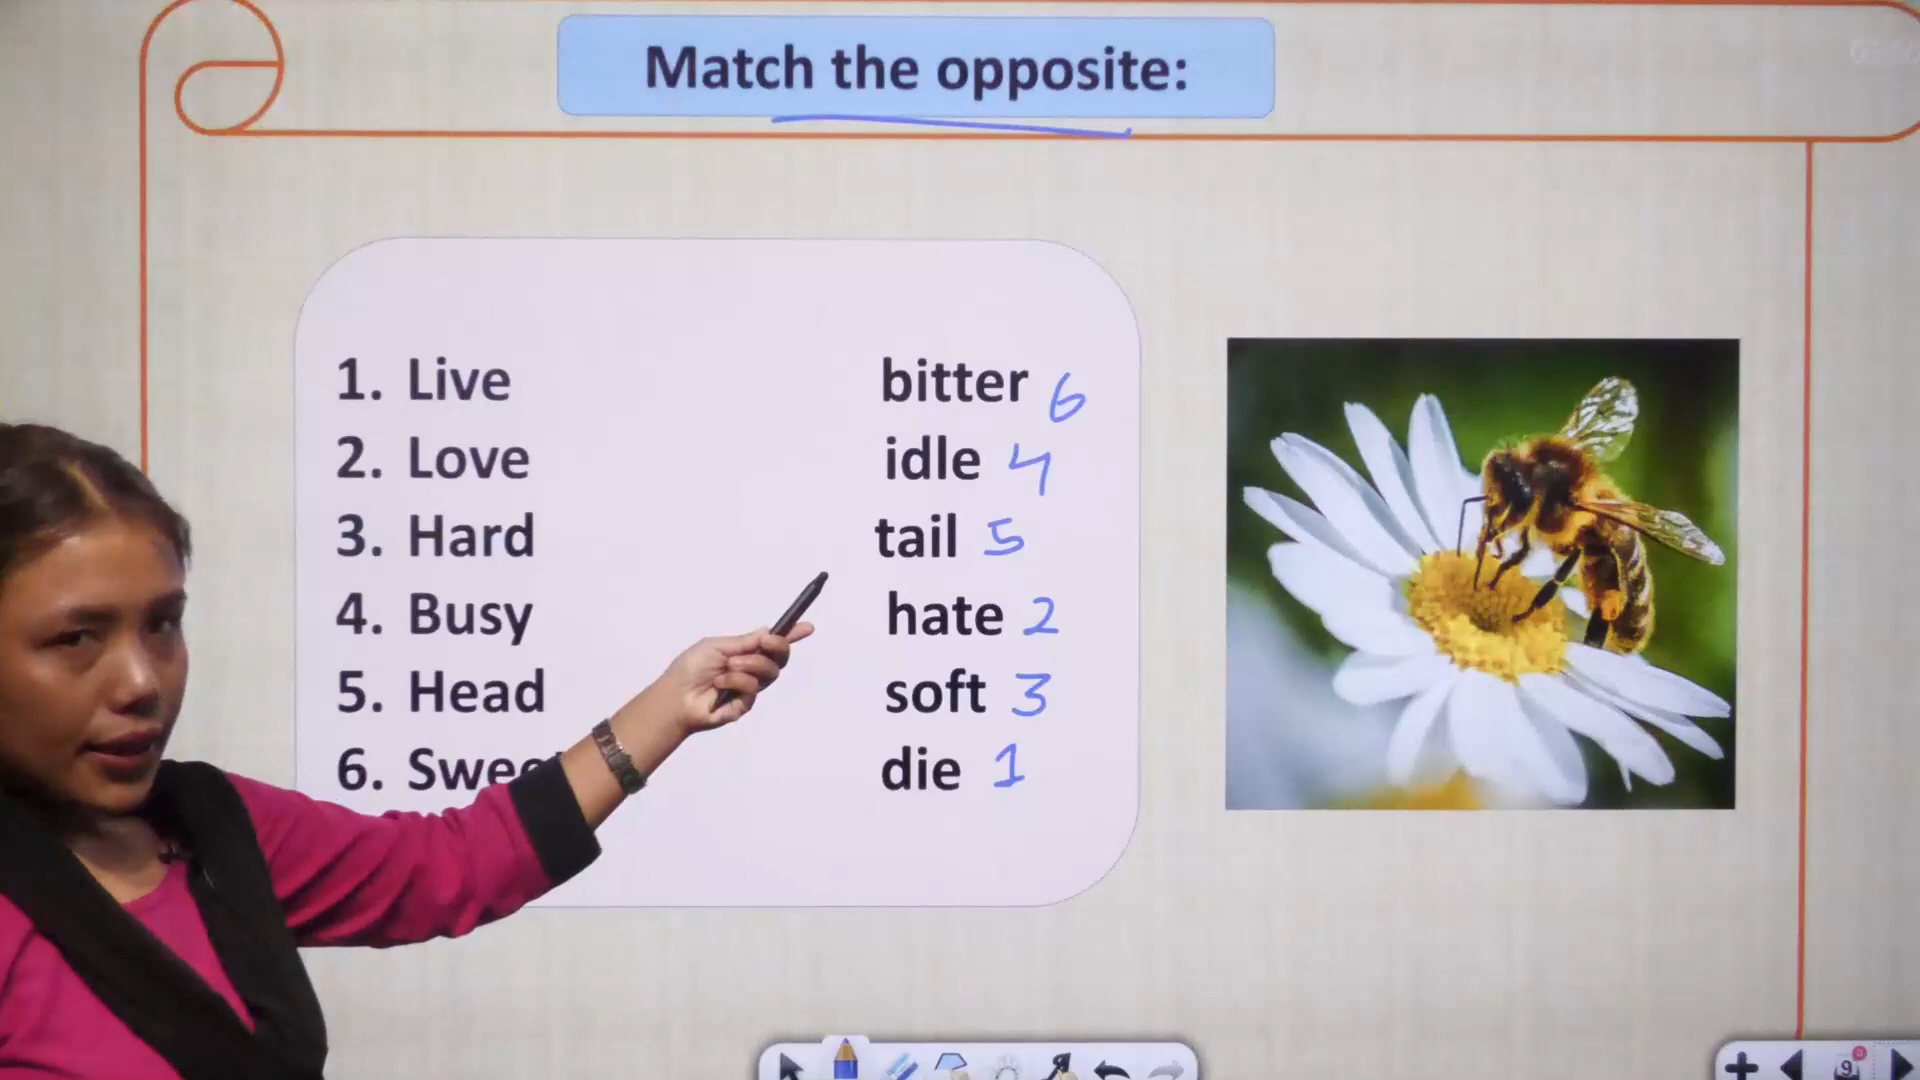 Match the opposite:
1. Live bitter 6
2. Love idle 4
3. Hard tail 5
4. Busy hate 2
5. Head soft 3
6. die 1
9